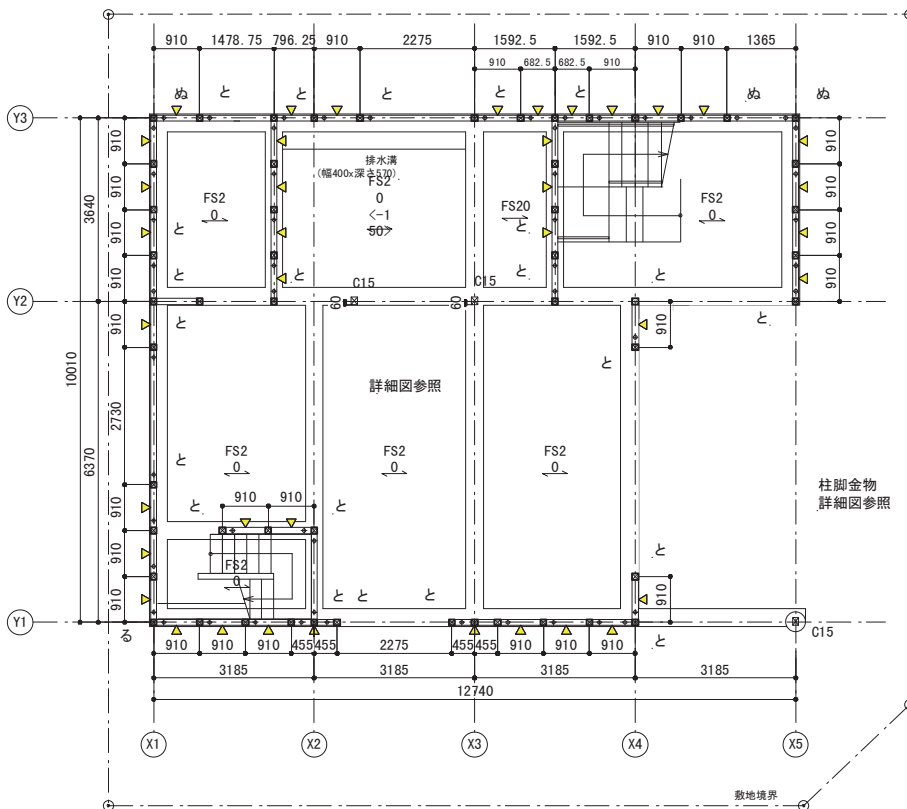 910 1478.75 796.25 910 2275 1592.5 1592.5 910 910 1365
910 682.5 682.5 910
ぬ と と と と と ぬ ぬ
Y3
910 910 910 910
3640
排水溝
(幅400x深さ570)
FS2
0
FS2
0
<-1
50>
FS20
FS2
0
と と
と と と と
910 910 910 910
C15 C15
Y2
60 60
910
と
と
910
と
10010
2730
6370
詳細図参照
FS2
0
FS2
0
FS2
0
と
柱脚金物
詳細図参照
と
910 910
と
910
910
910
FS2
0
と
910
と と と
Y1
る
と
C15
910 910 910 455 455 2275 455 455 910 910 910
3185 3185 3185 3185
12740
X1 X2 X3 X4 X5
敷地境界